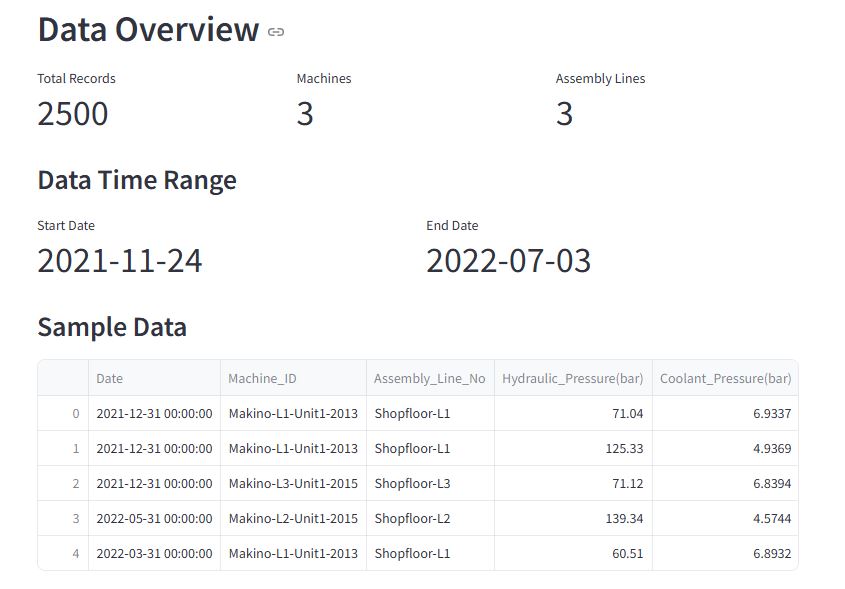 Data Overview
Total Records Machines Assembly Lines
2500 3 3
Data Time Range
Start Date End Date
2021-11-24 2022-07-03
Sample Data
Date Machine_ID Assembly_Line_No Hydraulic_Pressure(bar) Coolant_Pressure(bar)
0 2021-12-31 00:00:00 Makino-L1-Unit1-2013 Shopfloor-L1 71.04 6.9337
1 2021-12-31 00:00:00 Makino-L1-Unit1-2013 Shopfloor-L1 125.33 4.9369
2 2021-12-31 00:00:00 Makino-L3-Unit1-2015 Shopfloor-L3 71.12 6.8394
3 2022-05-31 00:00:00 Makino-L2-Unit1-2015 Shopfloor-L2 139.34 4.5744
4 2022-03-31 00:00:00 Makino-L1-Unit1-2013 Shopfloor-L1 60.51 6.8932